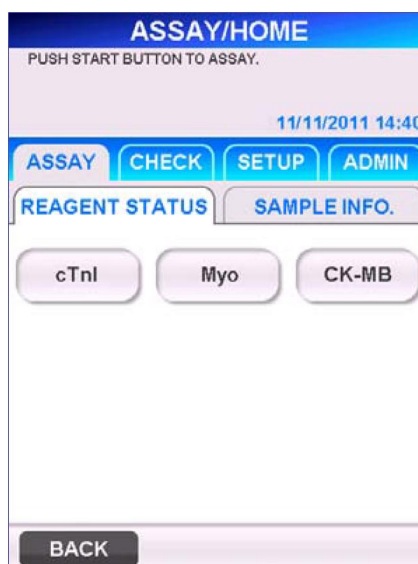 ASSAY/HOME
PUSH START BUTTON TO ASSAY.
11/11/2011 14:40
ASSAY CHECK SETUP ADMIN
REAGENT STATUS SAMPLE INFO.
cTnI Myo CK-MB
BACK